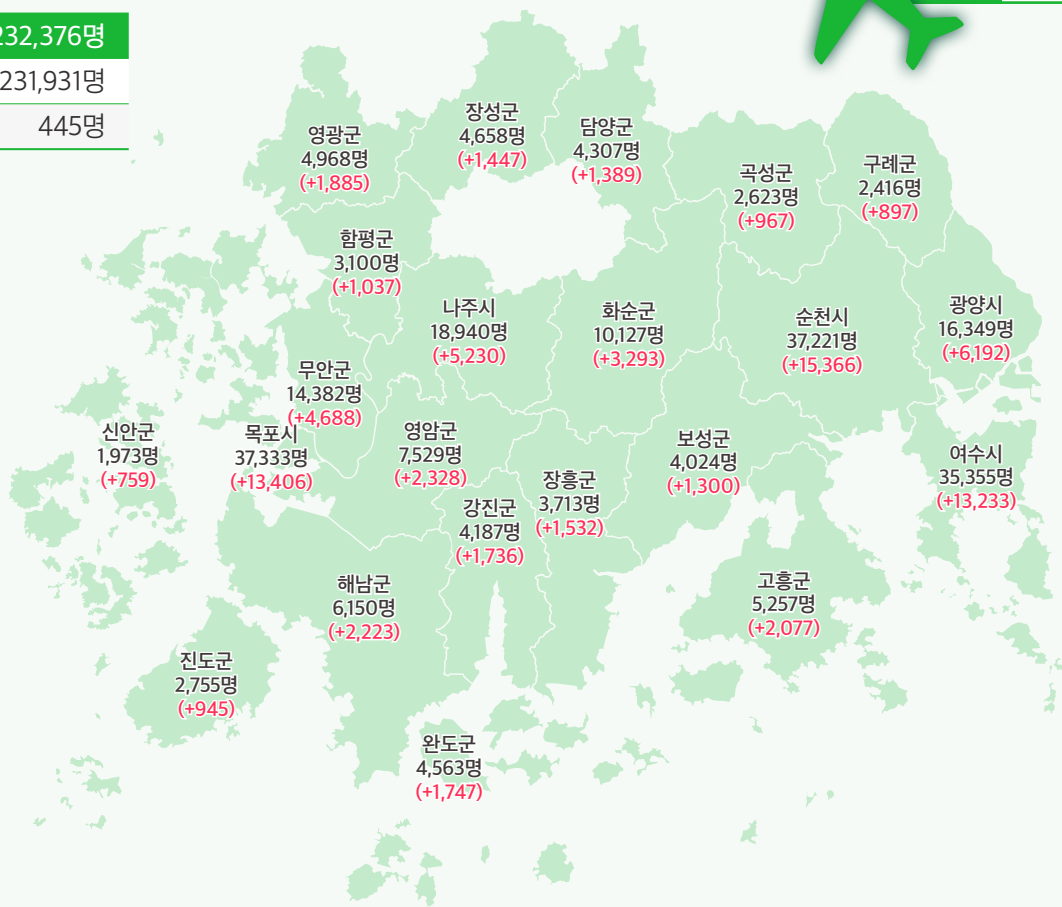 232,376명
231,931명
445명
장성군
4,658명
(+1,447)
담양군
4,307명
(+1,389)
영광군
4,968명
(+1,885)
곡성군
2,623명
(+967)
구례군
2,416명
(+897)
함평군
3,100명
(+1,037)
나주시
18,940명
(+5,230)
화순군
10,127명
(+3,293)
순천시
37,221명
(+15,366)
광양시
16,349명
(+6,192)
무안군
14,382명
(+4,688)
신안군
1,973명
(+759)
목포시
37,333명
(+13,406)
영암군
7,529명
(+2,328)
장흥군
3,713명
(+1,532)
보성군
4,024명
(+1,300)
여수시
35,355명
(+13,233)
강진군
4,187명
(+1,736)
해남군
6,150명
(+2,223)
고흥군
5,257명
(+2,077)
진도군
2,755명
(+945)
완도군
4,563명
(+1,747)